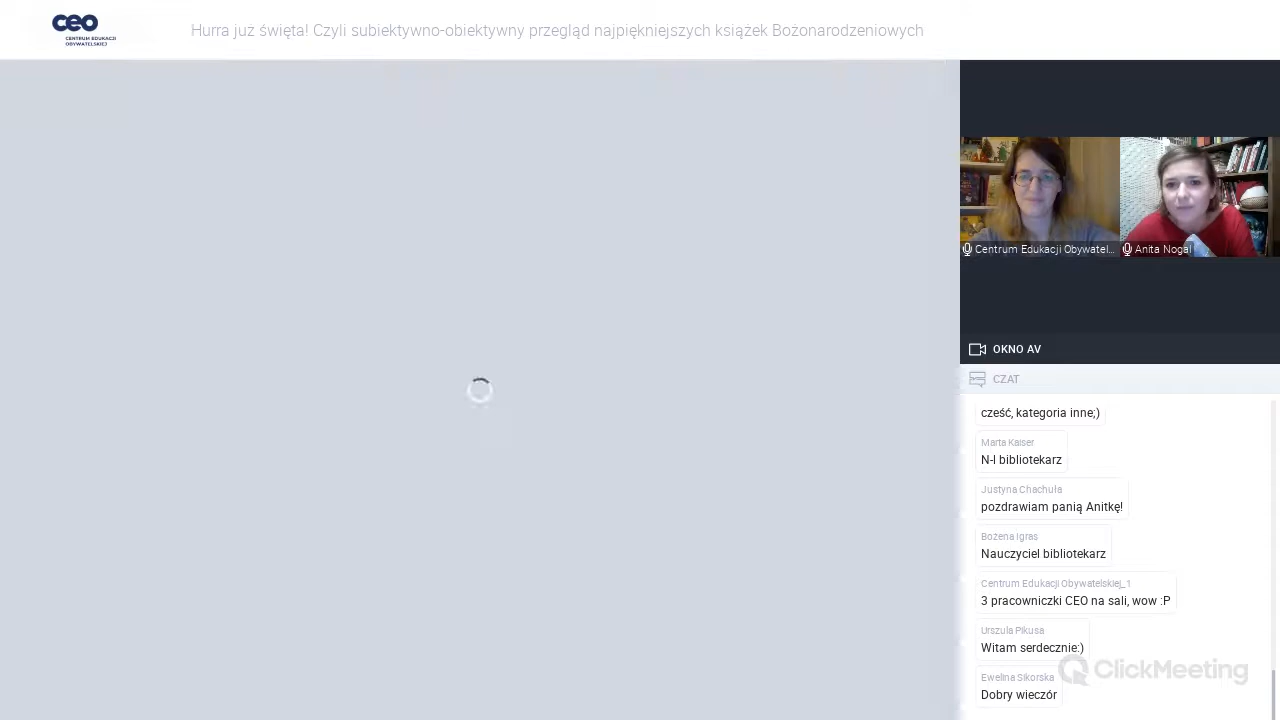 ceo
CENTRUM EDUKACJI
OBYWATELSKIEJ
Hurra już święta! Czyli subiektywno-obiektywny przegląd najpiękniejszych książek Bożonarodzeniowych
Centrum Edukacji Obywatel...
Anita Nogaj
OKNO AV
CZAT
cześć, kategoria inne;)
Marta Kaiser
N-l bibliotekarz
Justyna Chachuła
pozdrawiam panią Anitkę!
Bożena Igras
Nauczyciel bibliotekarz
Centrum Edukacji Obywatelskiej_1
3 pracowniczki CEO na sali, wow :P
Urszula Pikusa
Witam serdecznie:)
Ewelina Sikorska
Dobry wieczór
ClickMeeting